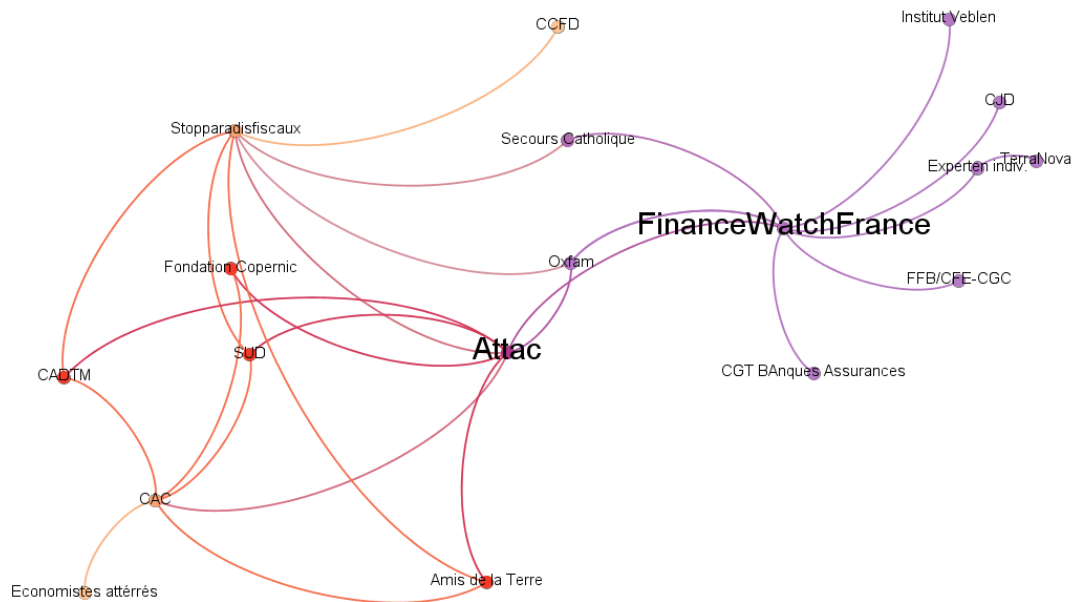 Institut Veblen
CCFD
CJD
Stopparadisfiscaux
Secours Catholique
TerraNova
Experten indiv.
FinanceWatchFrance
Oxfam
Fondation Copernic
FFB/CFE-CGC
Attac
SUD
CADTM
CGT BAnques Assurances
CAC
Amis de la Terre
Economistes attérrés